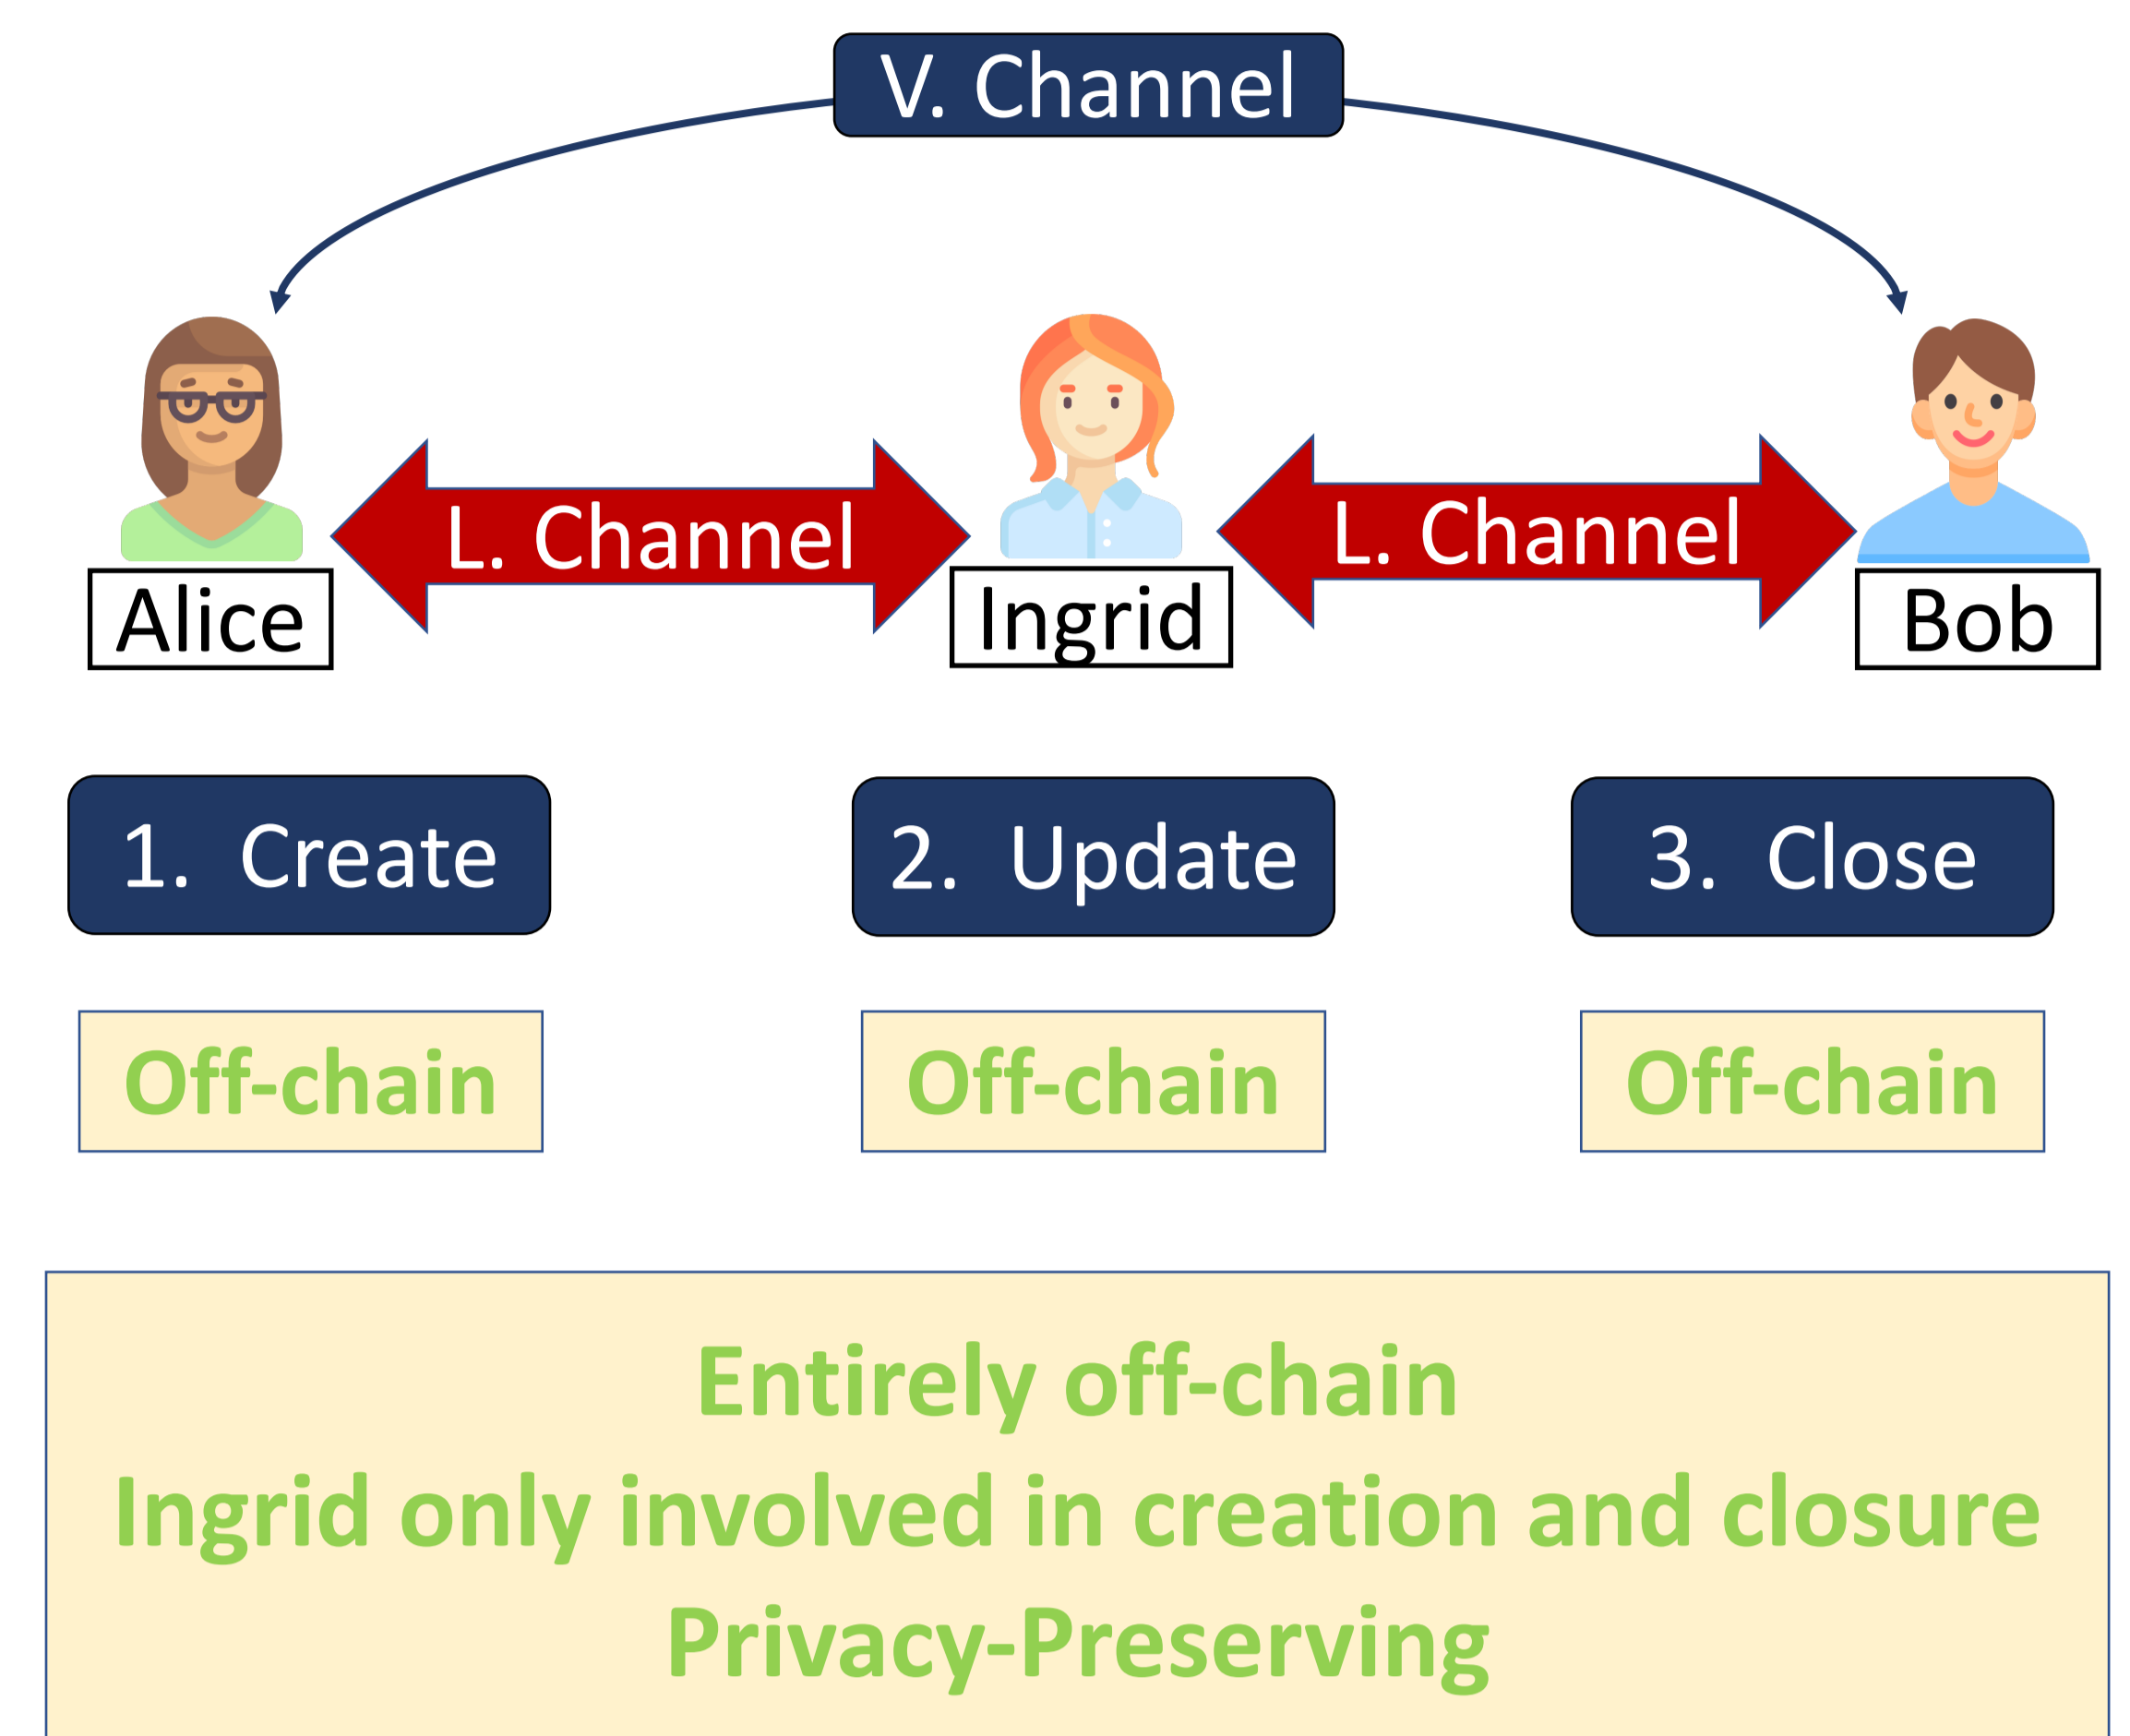 V. Channel
L. Channel
L. Channel
Alice
Ingrid
Bob
1. Create
2. Update
3. Close
Off-chain
Off-chain
Off-chain
Entirely off-chain
Ingrid only involved in creation and closure
Privacy-Preserving